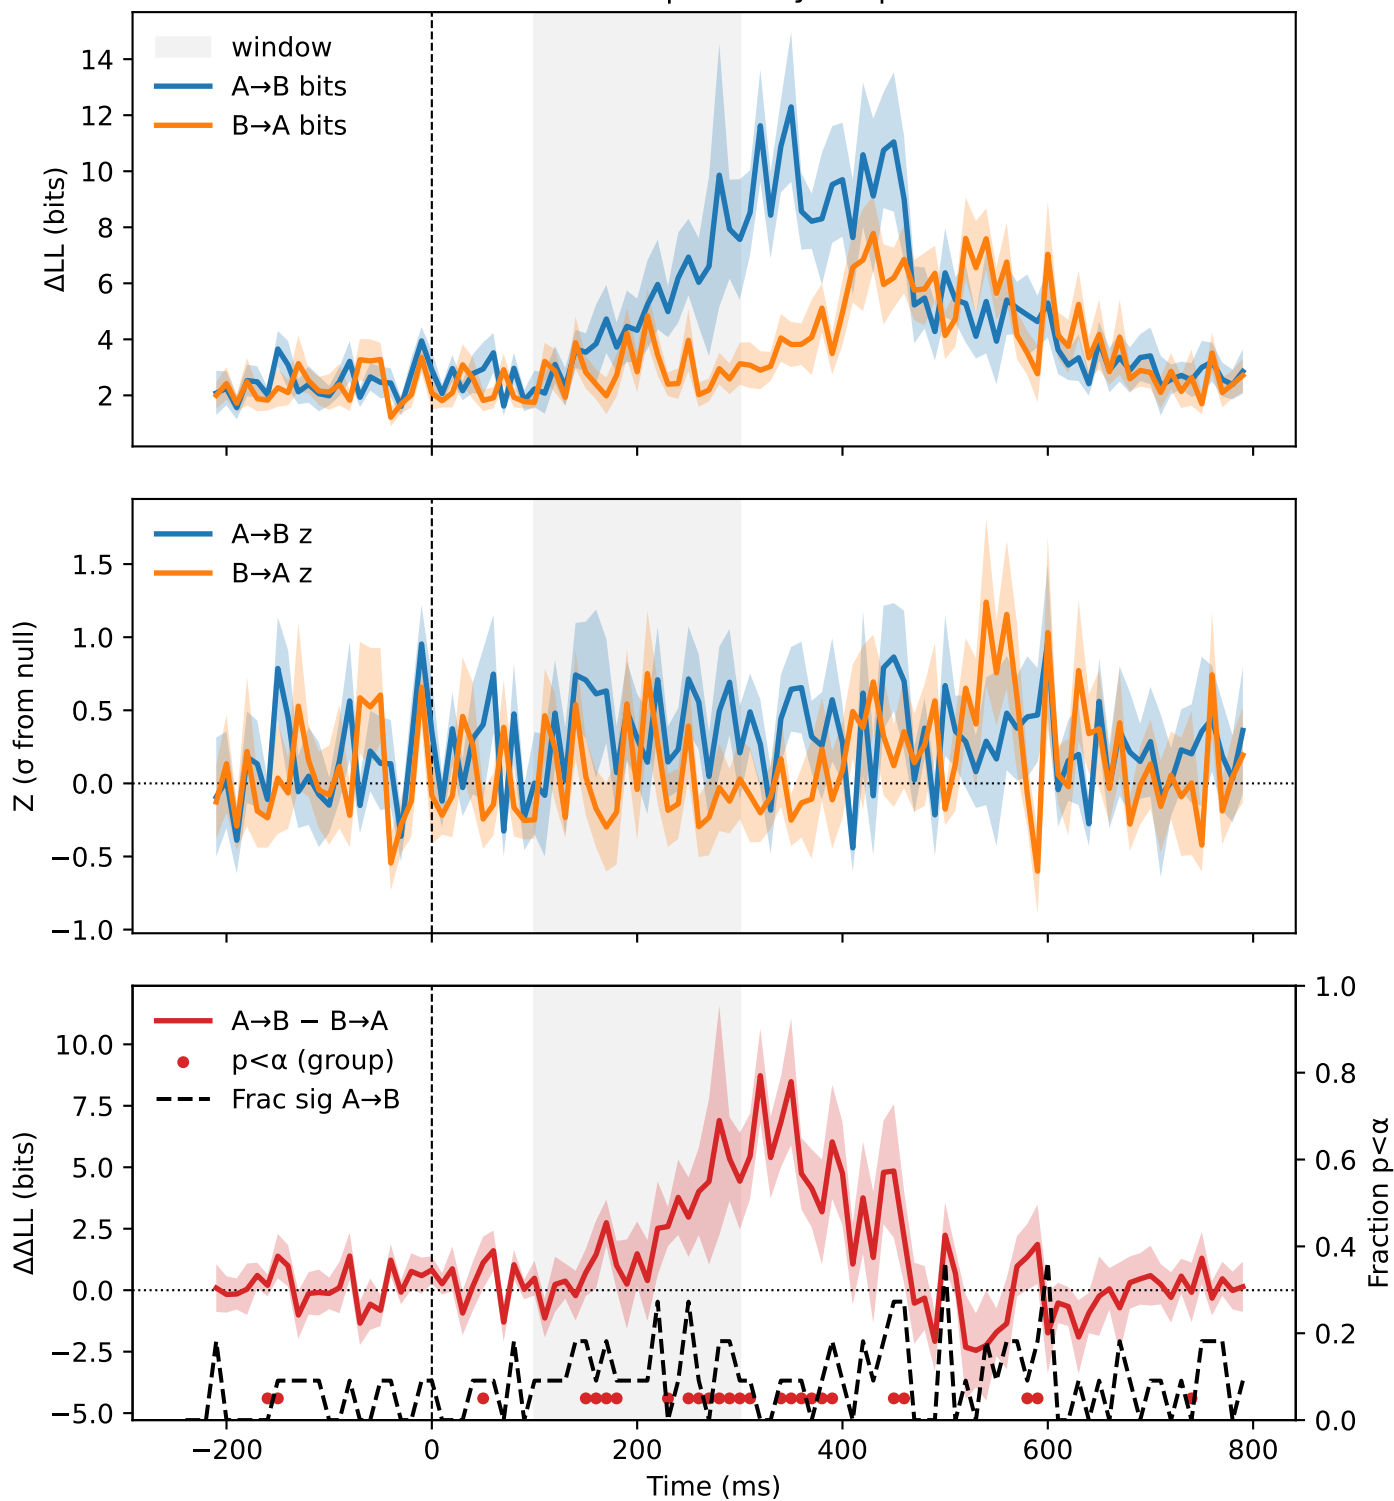 window
A→B bits
B→A bits
ΔLL (bits)
14
12
10
8
6
4
2
A→B z
B→A z
Z (σ from null)
1.5
1.0
0.5
0.0
−0.5
−1.0
A→B − B→A
p<α (group)
Frac sig A→B
ΔΔLL (bits)
10.0
7.5
5.0
2.5
0.0
−2.5
−5.0
1.0
0.8
0.6
0.4
0.2
0.0
Fraction p<α
−200 0 200 400 600 800
Time (ms)